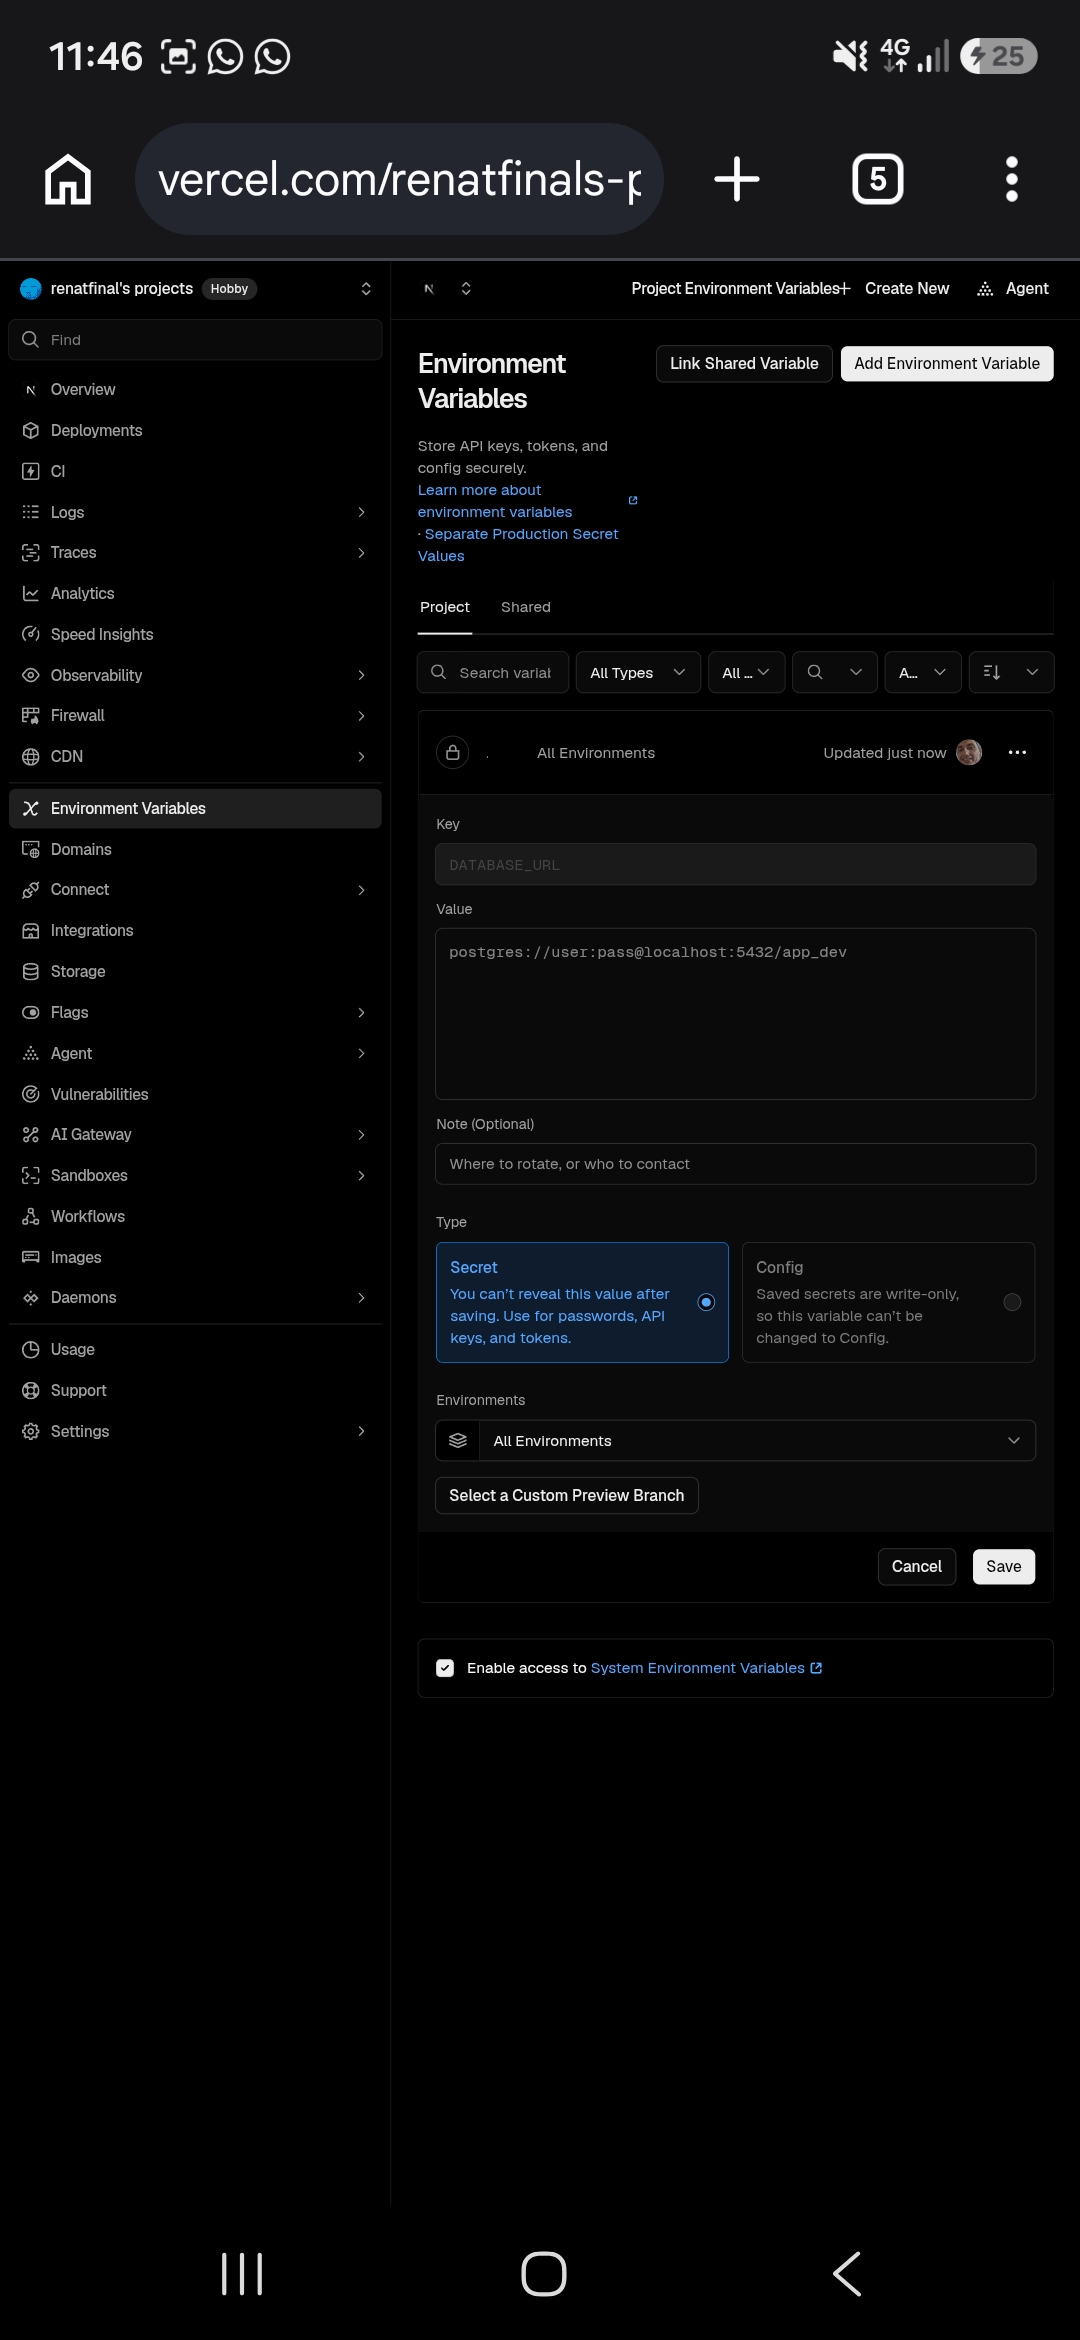 11:46
4G
25
vercel.com/renatfinals-p
5
renatfinal's projects Hobby
Find
Overview
Deployments
CI
Logs
Traces
Analytics
Speed Insights
Observability
Firewall
CDN
Environment Variables
Domains
Connect
Integrations
Storage
Flags
Agent
Vulnerabilities
AI Gateway
Sandboxes
Workflows
Images
Daemons
Usage
Support
Settings
N
Project Environment Variables
Create New
Agent
Environment
Variables
Link Shared Variable
Add Environment Variable
Store API keys, tokens, and
config securely.
Learn more about
environment variables
· Separate Production Secret
Values
Project
Shared
Search variab
All Types
All ...
A...
. All Environments
Updated just now
Key
DATABASE_URL
Value
postgres://user:pass@localhost:5432/app_dev
Note (Optional)
Where to rotate, or who to contact
Type
Secret
You can’t reveal this value after
saving. Use for passwords, API
keys, and tokens.
Config
Saved secrets are write-only,
so this variable can’t be
changed to Config.
Environments
All Environments
Select a Custom Preview Branch
Cancel
Save
Enable access to System Environment Variables